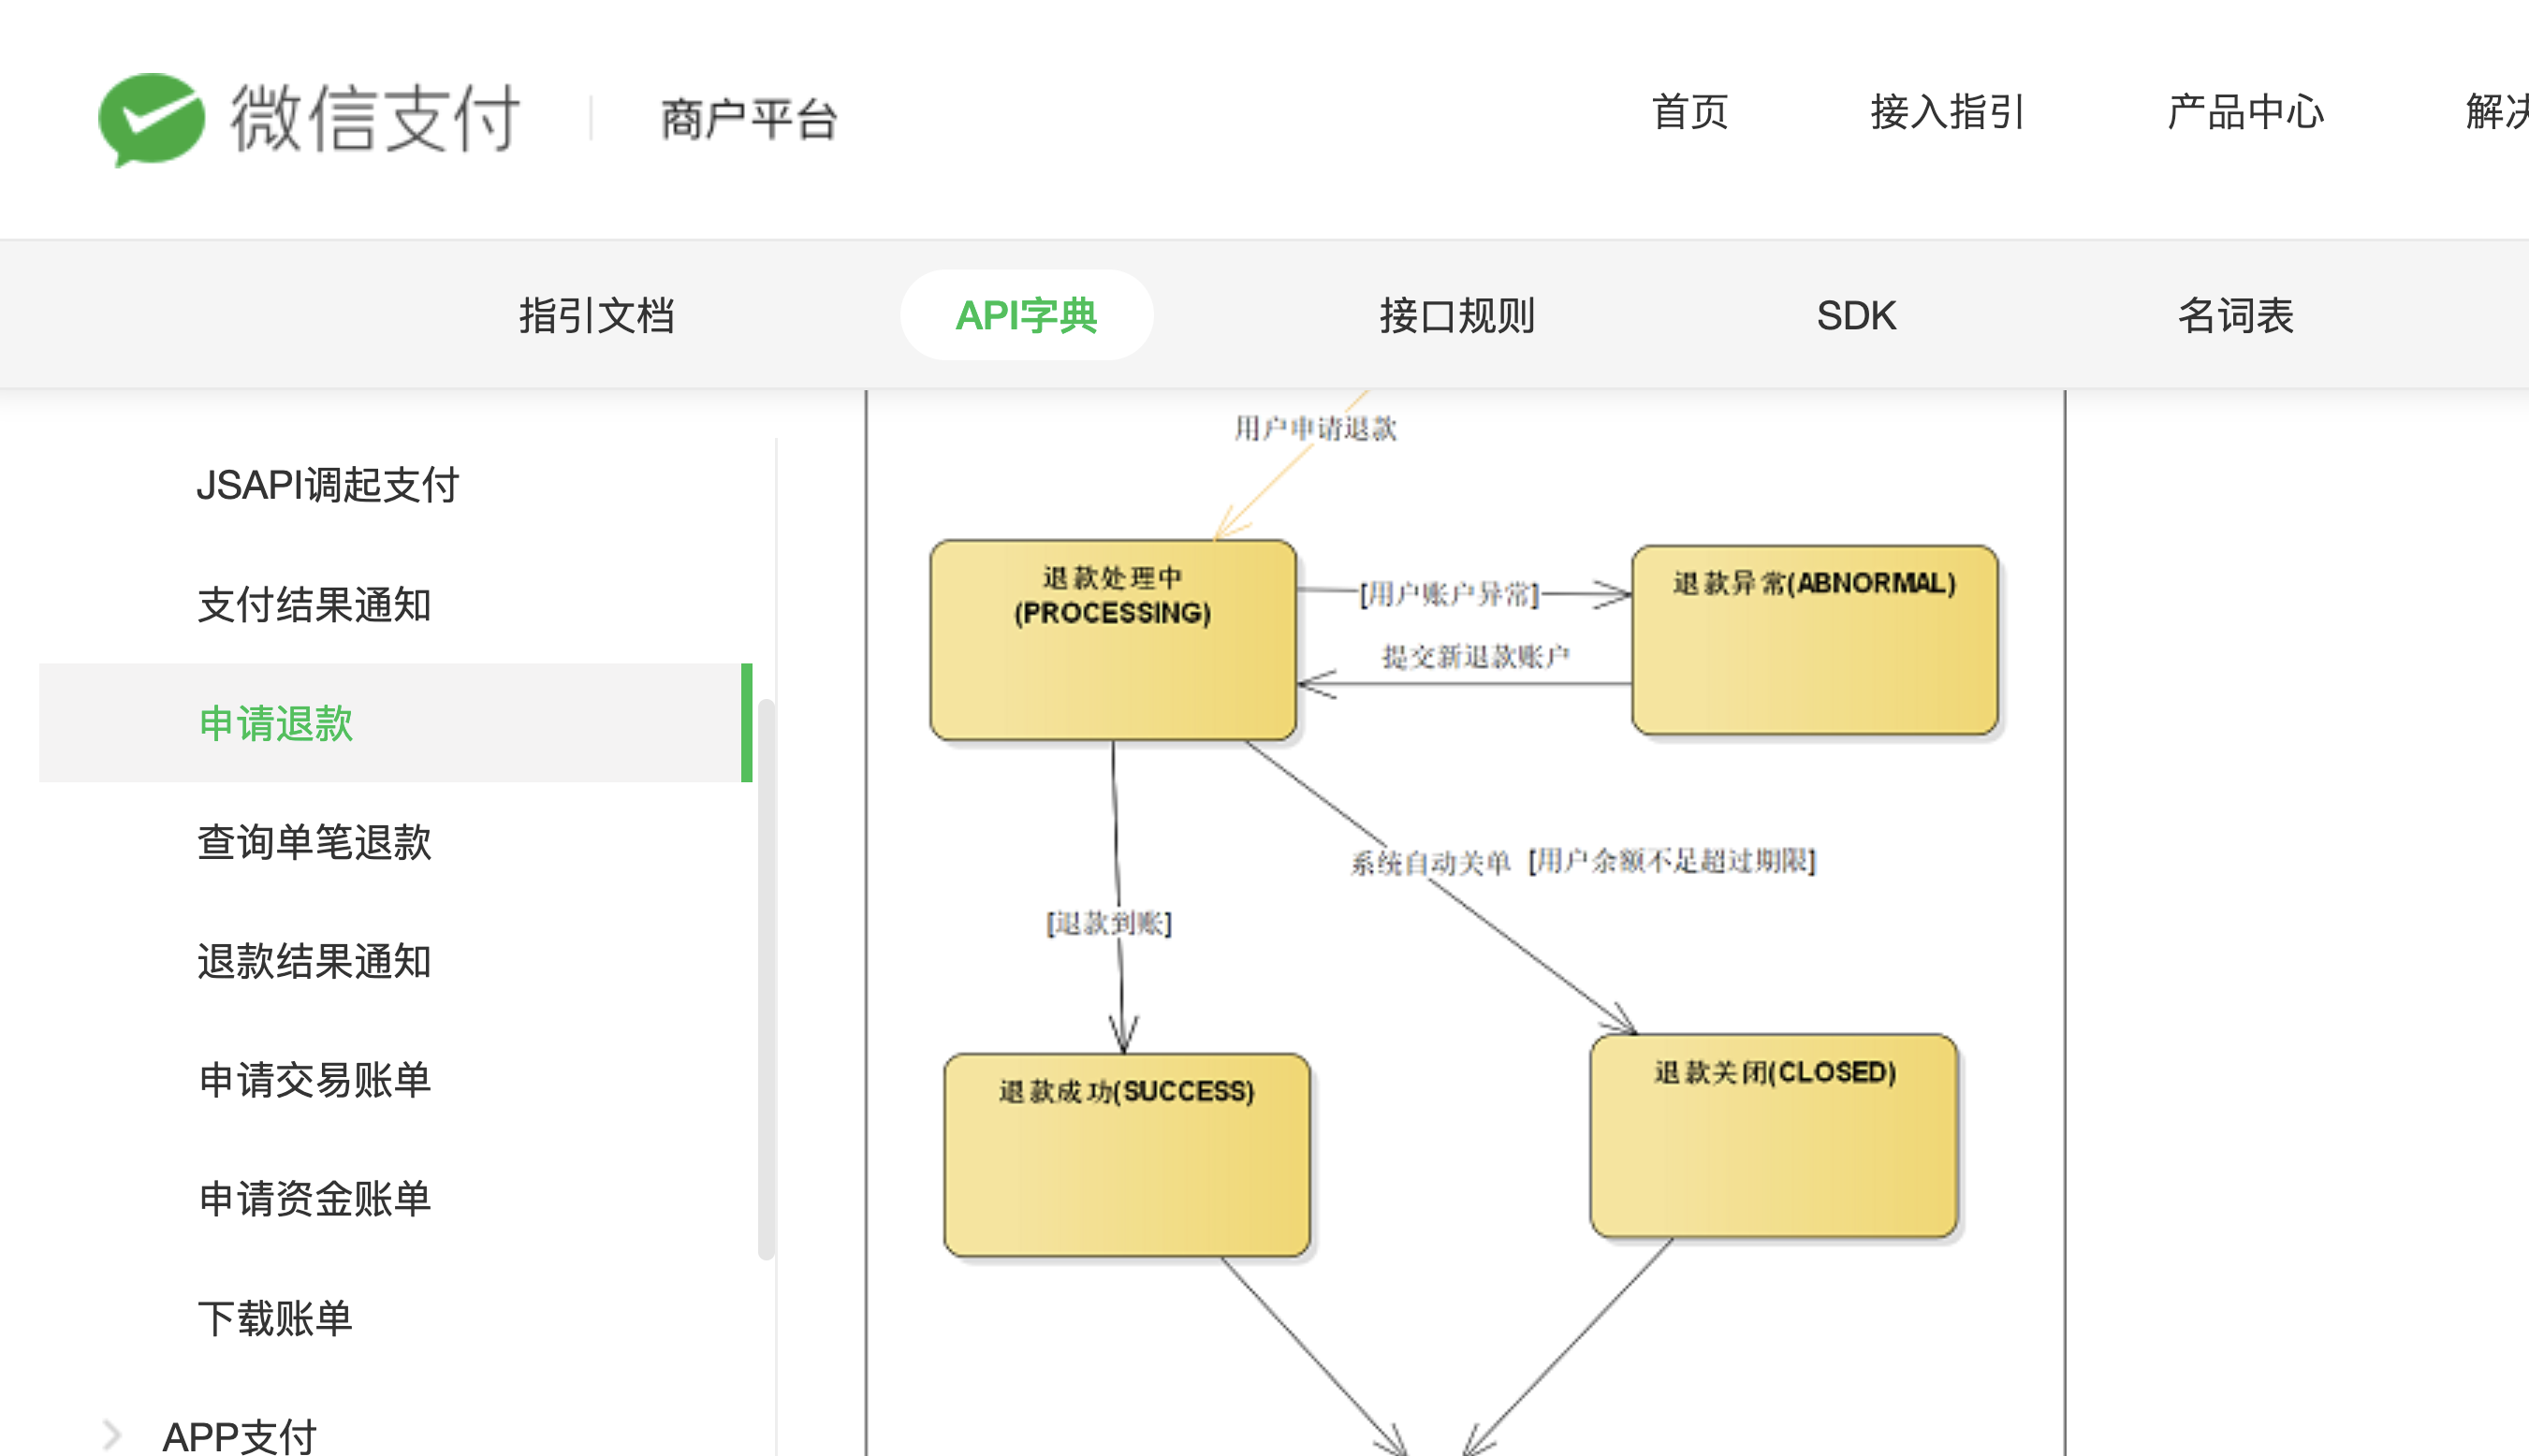 微信支付
商户平台
首页
接入指引
产品中心
解决
指引文档
API字典
接口规则
SDK
名词表
JSAPI调起支付
支付结果通知
申请退款
查询单笔退款
退款结果通知
申请交易账单
申请资金账单
下载账单
APP支付
用户申请退款
退款处理中
(PROCESSING)
[用户账户异常]
退款异常(ABNORMAL)
提交新退款账户
系统自动关单 [用户余额不足超过期限]
[退款到账]
退款成功(SUCCESS)
退款关闭(CLOSED)